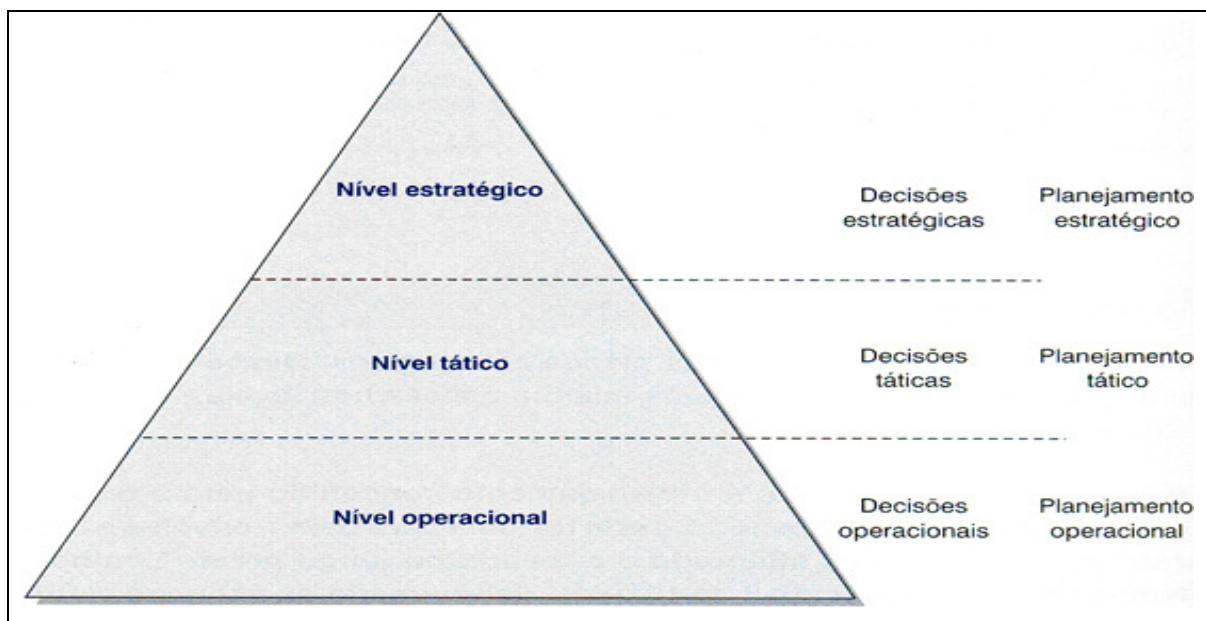 Nível estratégico
Decisões
estratégicas
Planejamento
estratégico
Nível tático
Decisões
táticas
Planejamento
tático
Nível operacional
Decisões
operacionais
Planejamento
operacional